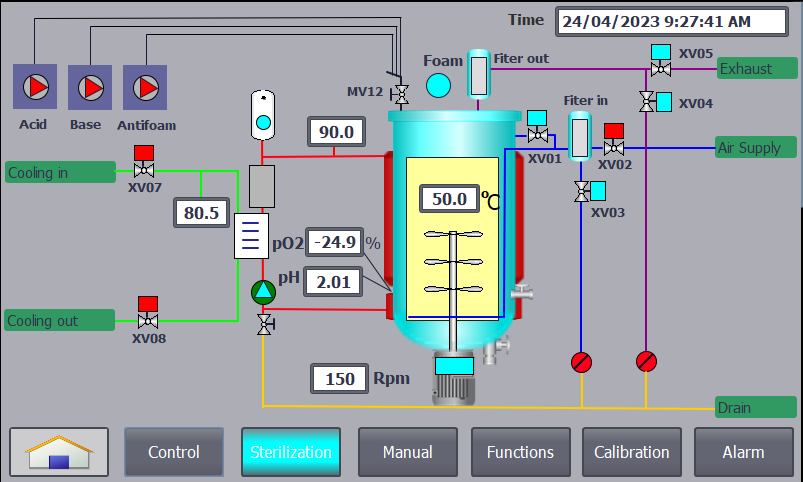 Time 24/04/2023 9:27:41 AM
XV05
Foam Fiter out Exhaust
MV12
XV04
Fiter in
Acid Base Antifoam
90.0
XV01 XV02 Air Supply
Cooling in
XV07
50.0 °C
80.5 XV03
pO2 -24.9 %
pH 2.01
Cooling out
XV08
150 Rpm
Drain
Control Sterilization Manual Functions Calibration Alarm